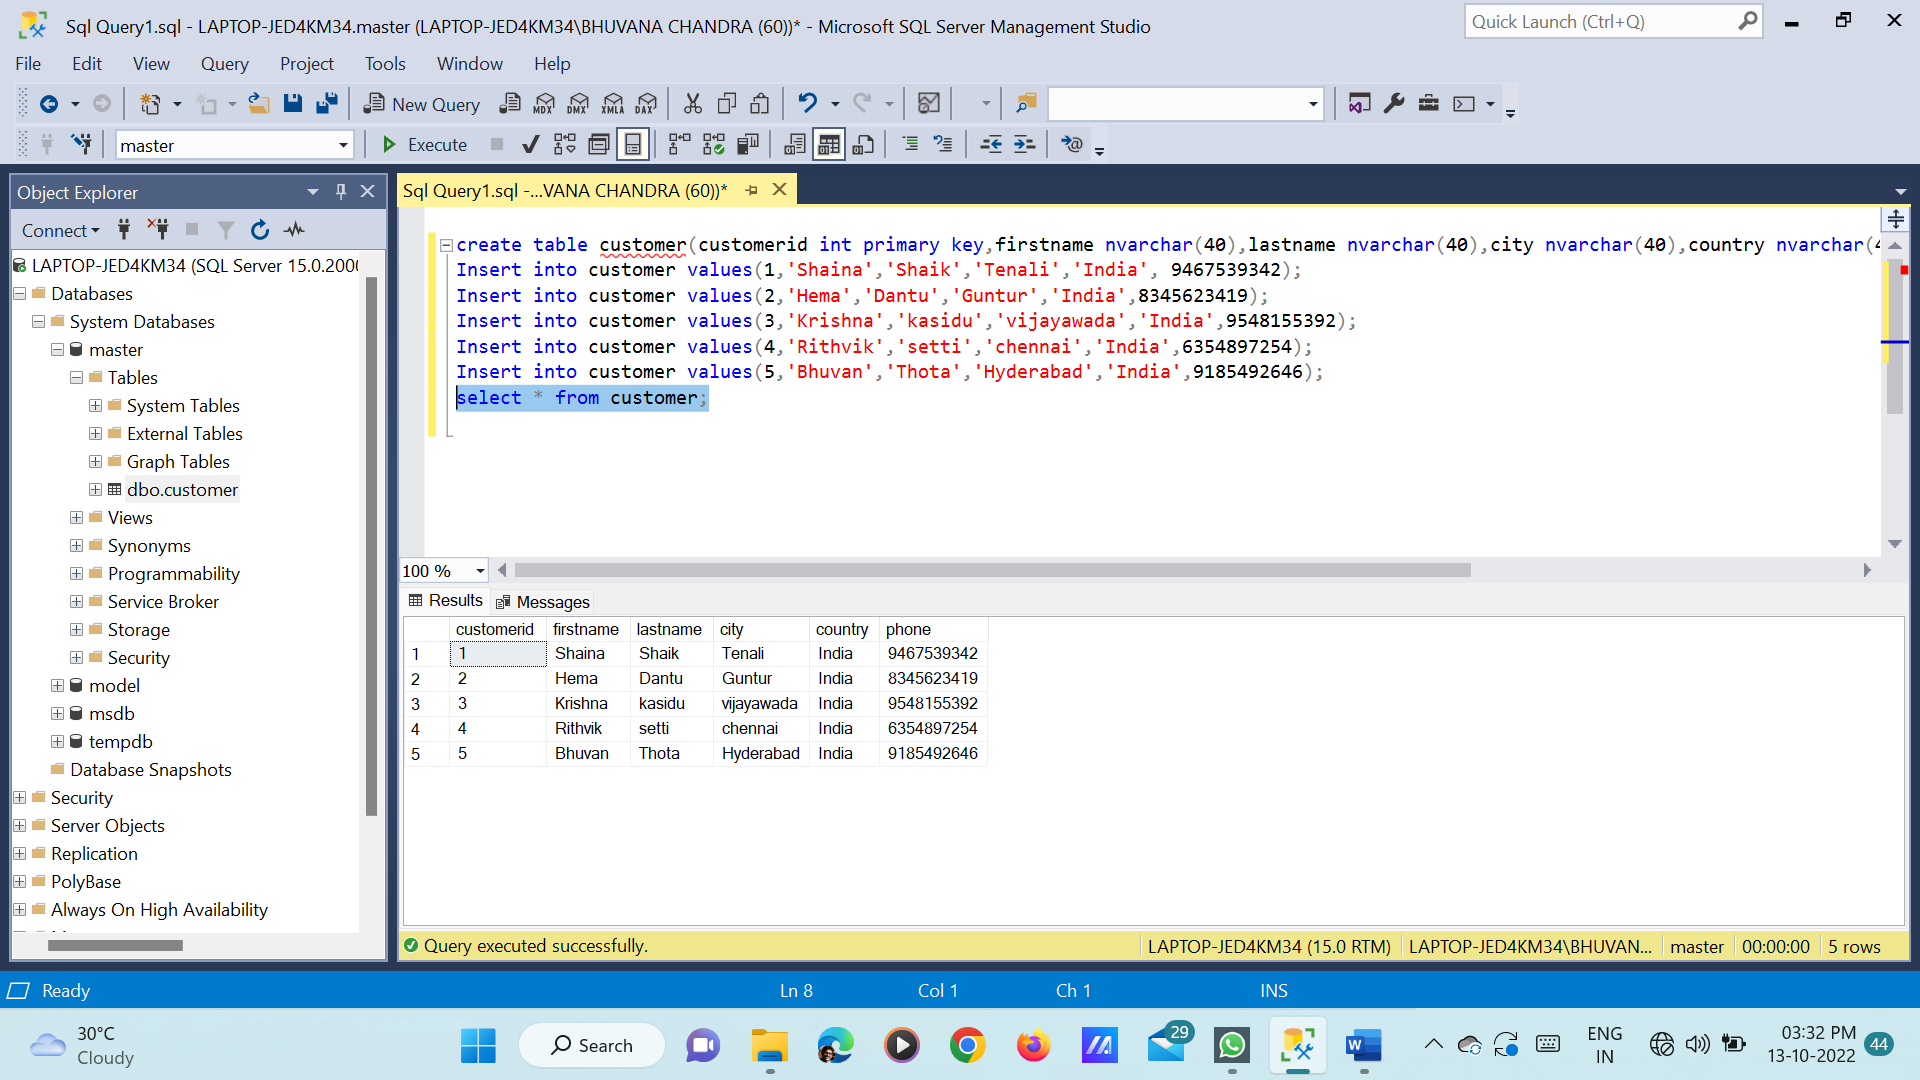 Sql Query1.sql - LAPTOP-JED4KM34.master (LAPTOP-JED4KM34\BHUVANA CHANDRA (60))* - Microsoft SQL Server Management Studio
Quick Launch (Ctrl+Q)
File Edit View Query Project Tools Window Help
New Query MDX DMX XMLA DAX
master Execute
Object Explorer
Sql Query1.sql -...VANA CHANDRA (60))*
Connect
LAPTOP-JED4KM34 (SQL Server 15.0.200
Databases
System Databases
master
Tables
System Tables
External Tables
Graph Tables
dbo.customer
Views
Synonyms
Programmability
Service Broker
Storage
Security
model
msdb
tempdb
Database Snapshots
Security
Server Objects
Replication
PolyBase
Always On High Availability
create table customer(customerid int primary key,firstname nvarchar(40),lastname nvarchar(40),city nvarchar(40),country nvarchar(4
Insert into customer values(1,'Shaina','Shaik','Tenali','India', 9467539342);
Insert into customer values(2,'Hema','Dantu','Guntur','India',8345623419);
Insert into customer values(3,'Krishna','kasidu','vijayawada','India',9548155392);
Insert into customer values(4,'Rithvik','setti','chennai','India',6354897254);
Insert into customer values(5,'Bhuvan','Thota','Hyderabad','India',9185492646);
select * from customer;
100 %
Results Messages
customerid firstname lastname city country phone
1 1 Shaina Shaik Tenali India 9467539342
2 2 Hema Dantu Guntur India 8345623419
3 3 Krishna kasidu vijayawada India 9548155392
4 4 Rithvik setti chennai India 6354897254
5 5 Bhuvan Thota Hyderabad India 9185492646
Query executed successfully. LAPTOP-JED4KM34 (15.0 RTM) LAPTOP-JED4KM34\BHUVAN... master 00:00:00 5 rows
Ready Ln 8 Col 1 Ch 1 INS
30°C
Cloudy
Search
29
W
ENG
IN
03:32 PM
13-10-2022
44